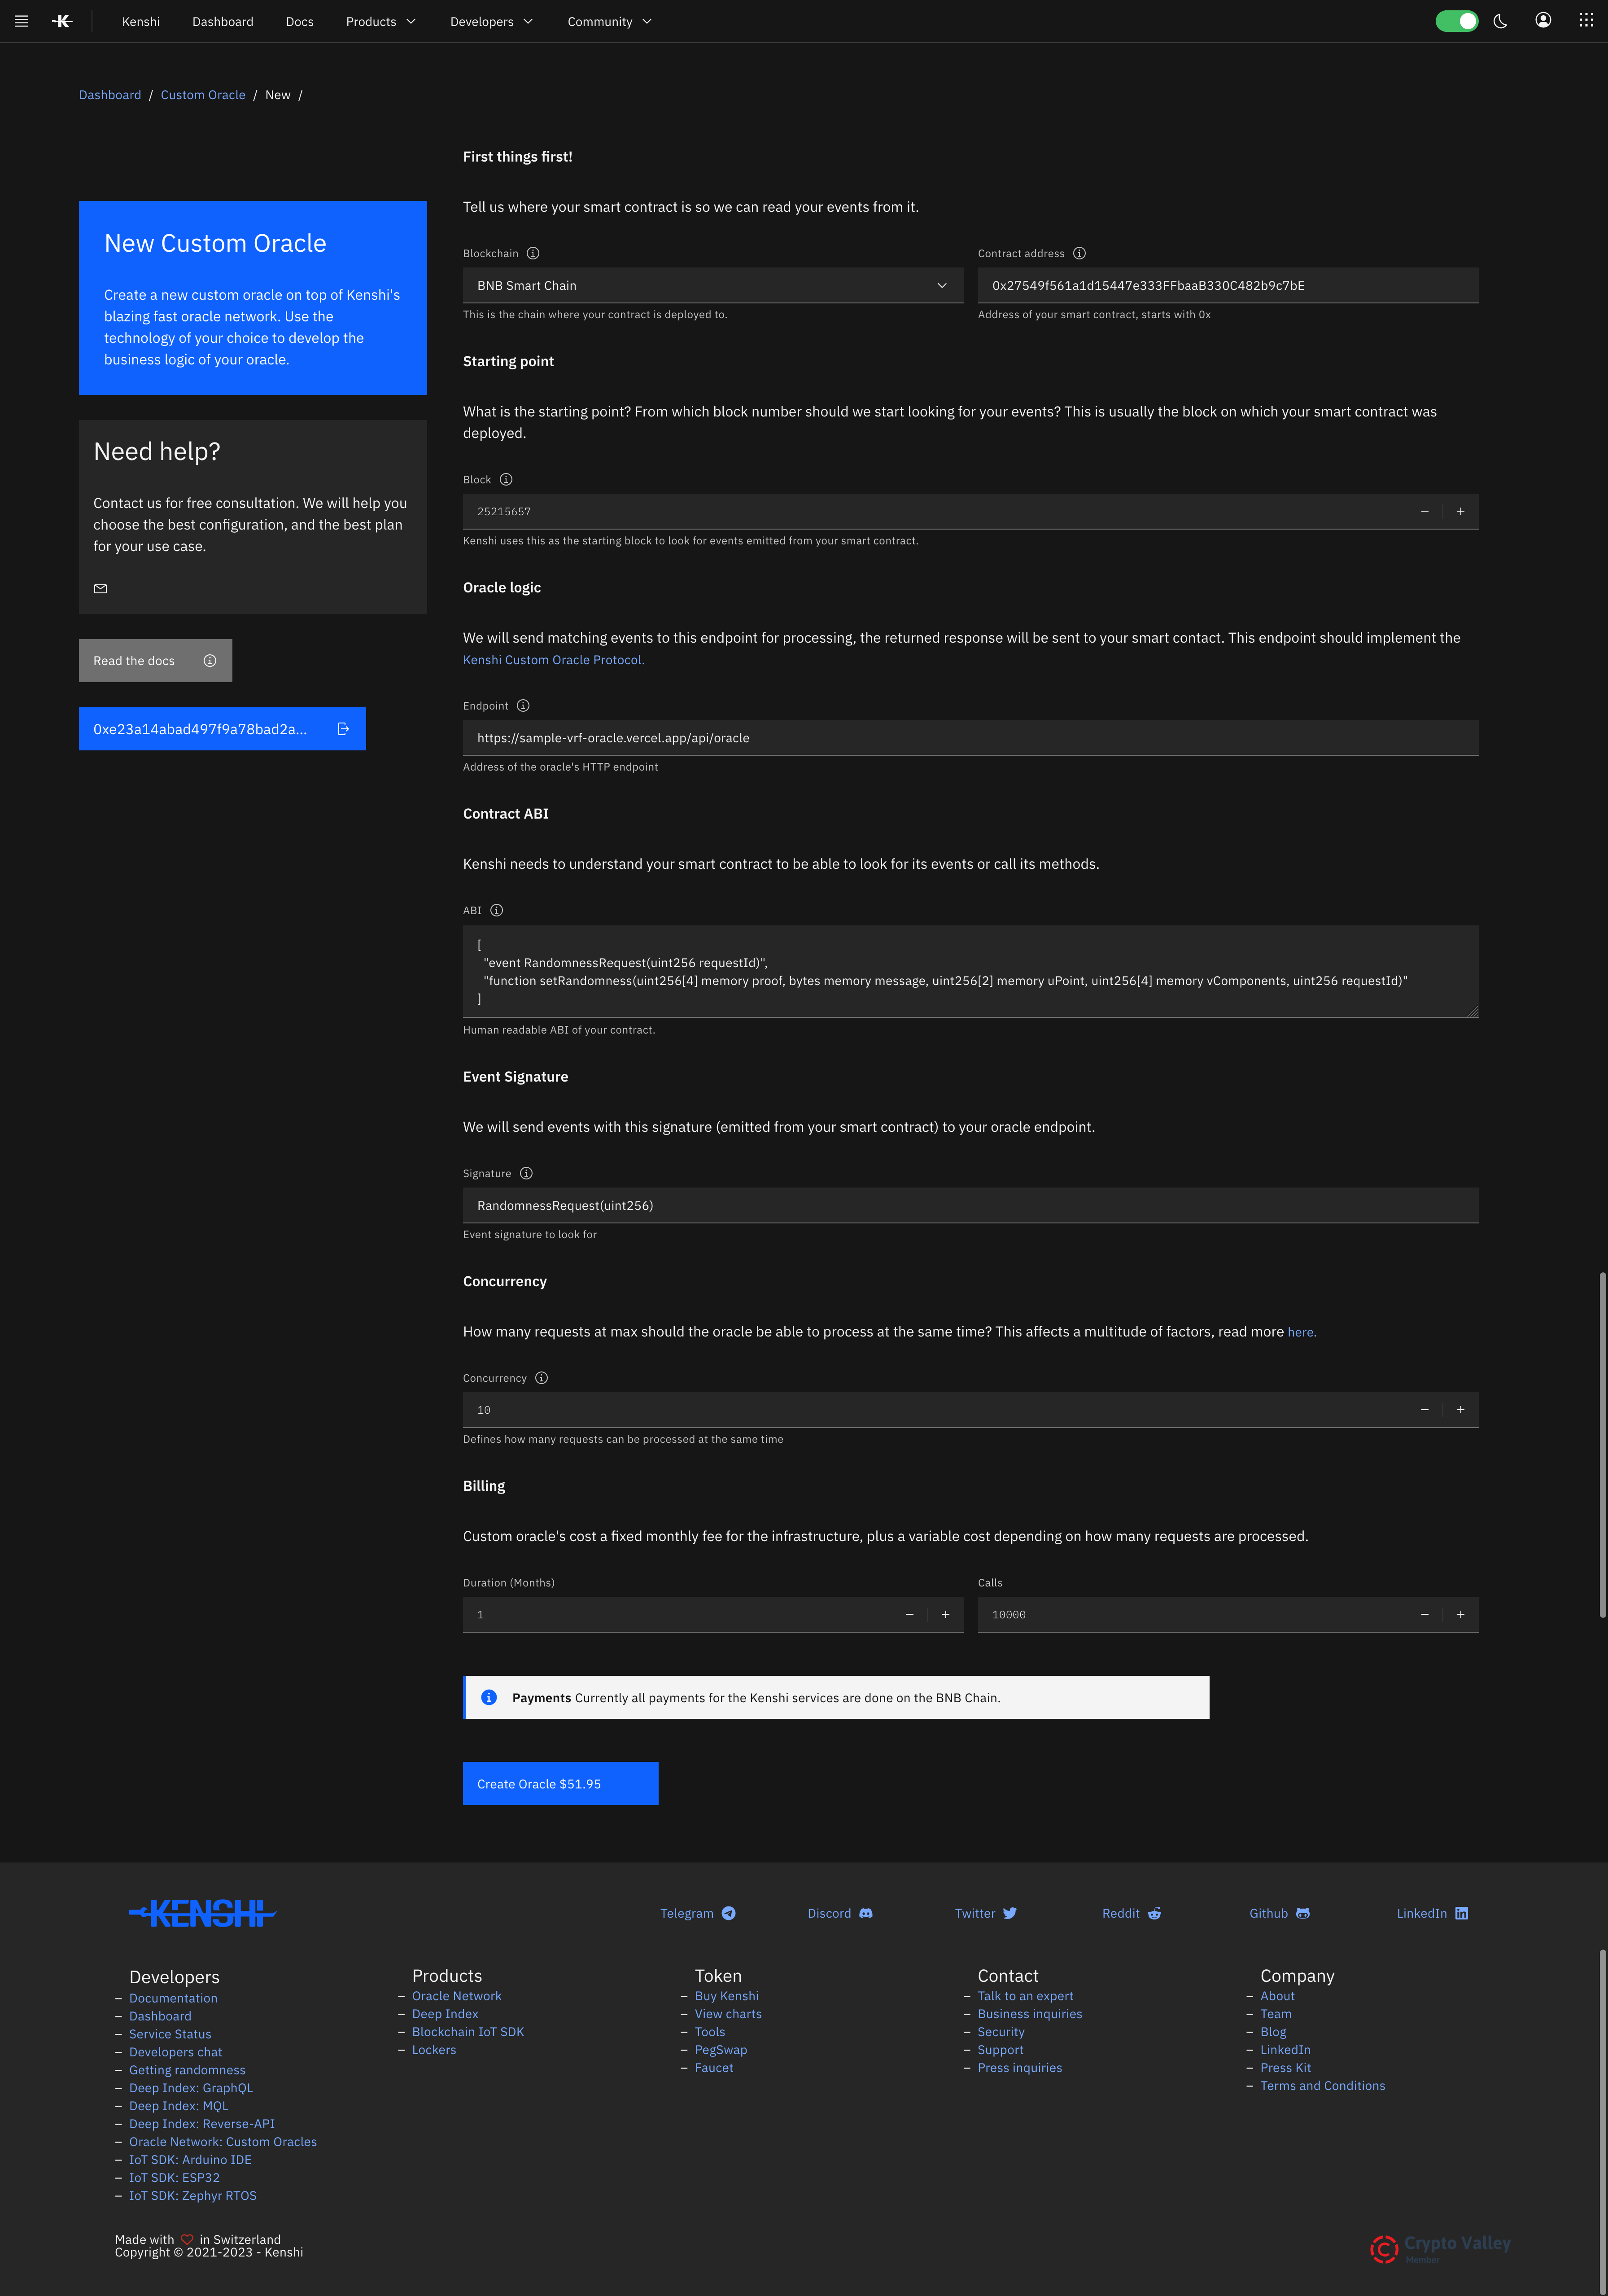 Kenshi Dashboard Docs Products Developers Community
Dashboard / Custom Oracle / New /
New Custom Oracle
Create a new custom oracle on top of Kenshi's
blazing fast oracle network. Use the
technology of your choice to develop the
business logic of your oracle.
Need help?
Contact us for free consultation. We will help you
choose the best configuration, and the best plan
for your use case.
Read the docs
0xe23a14abad497f9a78bad2a...
First things first!
Tell us where your smart contract is so we can read your events from it.
Blockchain
BNB Smart Chain
This is the chain where your contract is deployed to.
Contract address
0x27549f561a1d15447e333FFbaaB330C482b9c7bE
Address of your smart contract, starts with 0x
Starting point
What is the starting point? From which block number should we start looking for your events? This is usually the block on which your smart contract was
deployed.
Block
25215657
Kenshi uses this as the starting block to look for events emitted from your smart contract.
Oracle logic
We will send matching events to this endpoint for processing, the returned response will be sent to your smart contact. This endpoint should implement the
Kenshi Custom Oracle Protocol.
Endpoint
https://sample-vrf-oracle.vercel.app/api/oracle
Address of the oracle's HTTP endpoint
Contract ABI
Kenshi needs to understand your smart contract to be able to look for its events or call its methods.
ABI
[
"event RandomnessRequest(uint256 requestId)",
"function setRandomness(uint256[4] memory proof, bytes memory message, uint256[2] memory uPoint, uint256[4] memory vComponents, uint256 requestId)"
]
Human readable ABI of your contract.
Event Signature
We will send events with this signature (emitted from your smart contract) to your oracle endpoint.
Signature
RandomnessRequest(uint256)
Event signature to look for
Concurrency
How many requests at max should the oracle be able to process at the same time? This affects a multitude of factors, read more here.
Concurrency
10
Defines how many requests can be processed at the same time
Billing
Custom oracle's cost a fixed monthly fee for the infrastructure, plus a variable cost depending on how many requests are processed.
Duration (Months)
1
Calls
10000
Payments Currently all payments for the Kenshi services are done on the BNB Chain.
Create Oracle $51.95
KENSHI
Telegram Discord Twitter Reddit Github LinkedIn
Developers
– Documentation
– Dashboard
– Service Status
– Developers chat
– Getting randomness
– Deep Index: GraphQL
– Deep Index: MQL
– Deep Index: Reverse-API
– Oracle Network: Custom Oracles
– IoT SDK: Arduino IDE
– IoT SDK: ESP32
– IoT SDK: Zephyr RTOS
Products
– Oracle Network
– Deep Index
– Blockchain IoT SDK
– Lockers
Token
– Buy Kenshi
– View charts
– Tools
– PegSwap
– Faucet
Contact
– Talk to an expert
– Business inquiries
– Security
– Support
– Press inquiries
Company
– About
– Team
– Blog
– LinkedIn
– Press Kit
– Terms and Conditions
Made with ♡ in Switzerland
Copyright © 2021-2023 - Kenshi
Crypto Valley
Member